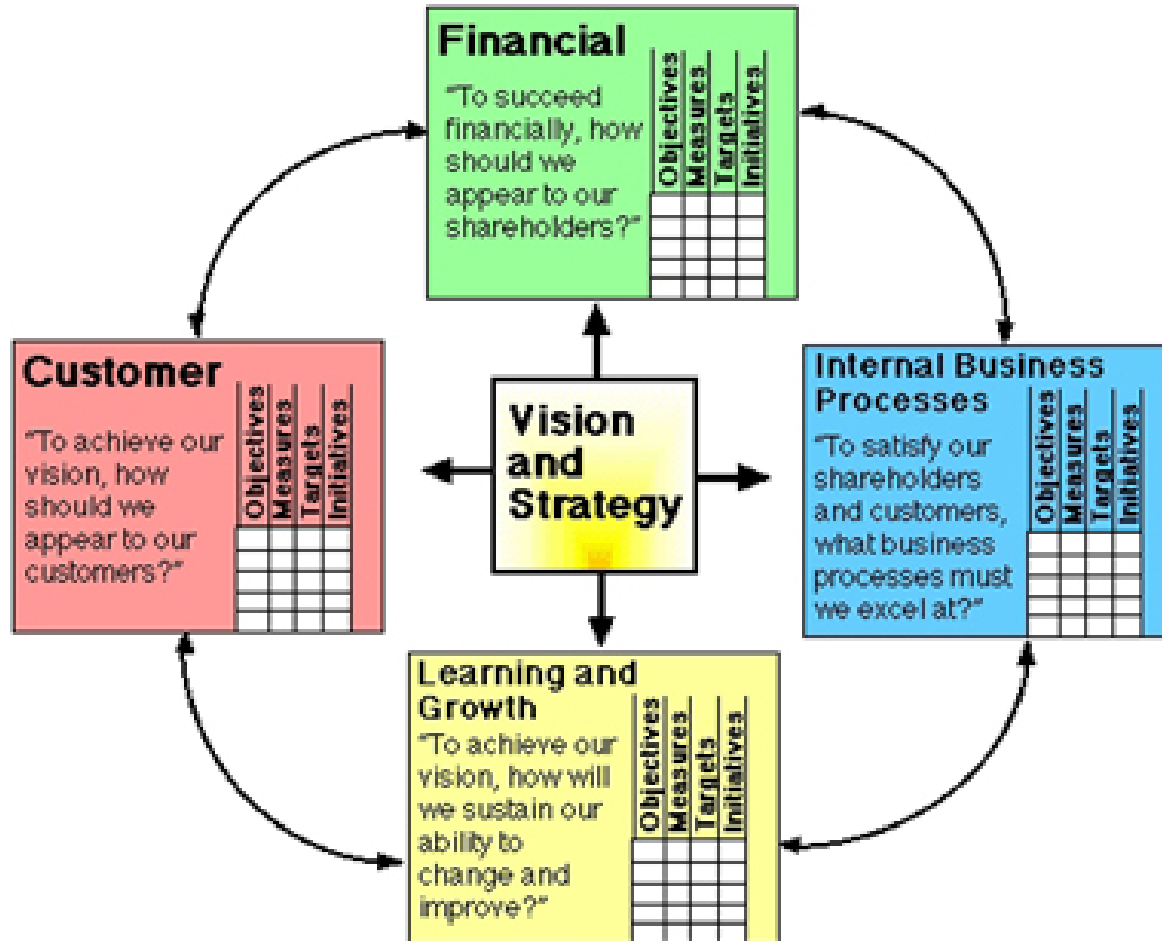 Financial
"To succeed
financially, how
should we
appear to our
shareholders?"
Objectives
Measures
Targets
Initiatives
Customer
"To achieve our
vision, how
should we
appear to our
customers?"
Objectives
Measures
Targets
Initiatives
Vision
and
Strategy
Internal Business
Processes
"To satisfy our
shareholders
and customers,
what business
processes must
we excel at?"
Objectives
Measures
Targets
Initiatives
Learning and
Growth
"To achieve our
vision, how will
we sustain our
ability to
change and
improve?"
Objectives
Measures
Targets
Initiatives